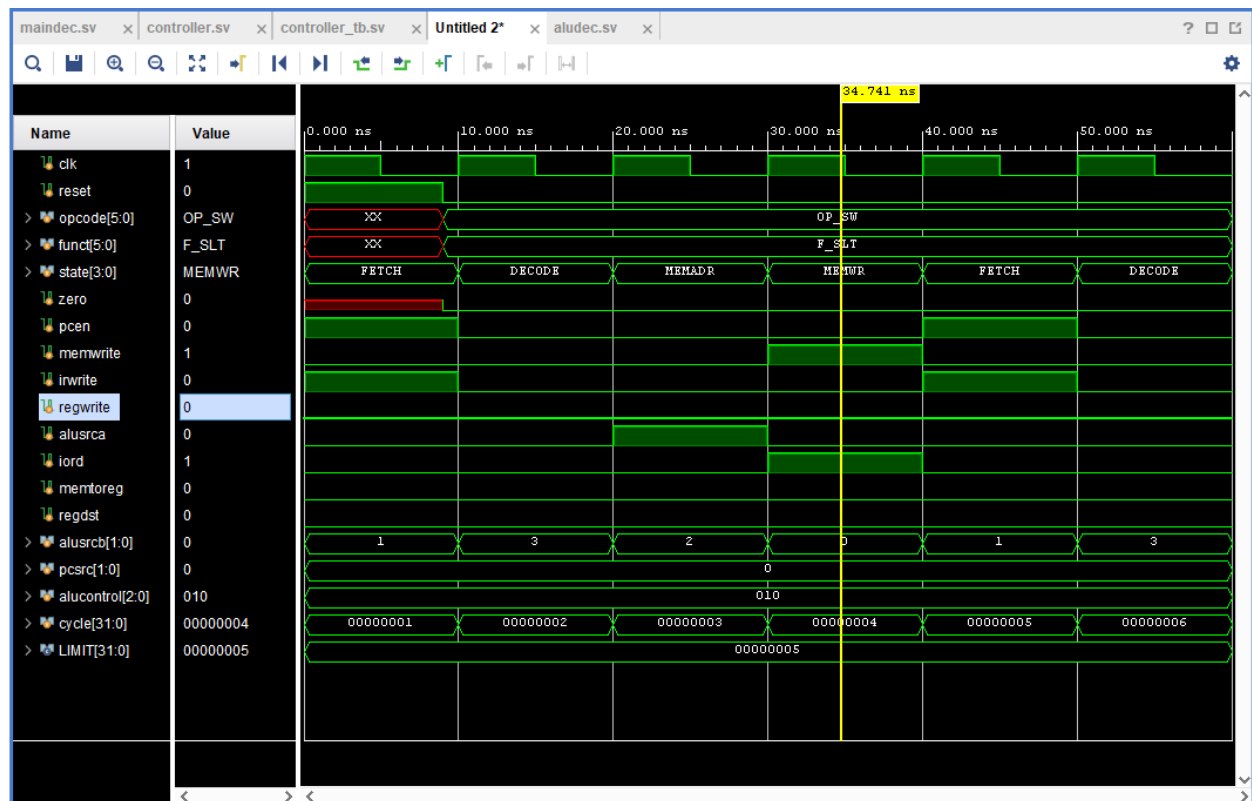 maindec.sv × controller.sv × controller_tb.sv × Untitled 2* × aludec.sv × ?
34.741 ns
Name Value 0.000 ns 10.000 ns 20.000 ns 30.000 ns 40.000 ns 50.000 ns
clk 1
reset 0
opcode[5:0] OP_SW XX OP_SW
funct[5:0] F_SLT XX F_SLT
state[3:0] MEMWR FETCH DECODE MEMADR MEMWR FETCH DECODE
zero 0
pcen 0
memwrite 1
irwrite 0
regwrite 0
alusrca 0
iord 1
memtoreg 0
regdst 0
alusrcb[1:0] 0 1 3 2 0 1 3
pcsrc[1:0] 0 0
alucontrol[2:0] 010 010
cycle[31:0] 00000004 00000001 00000002 00000003 00000004 00000005 00000006
LIMIT[31:0] 00000005 00000005